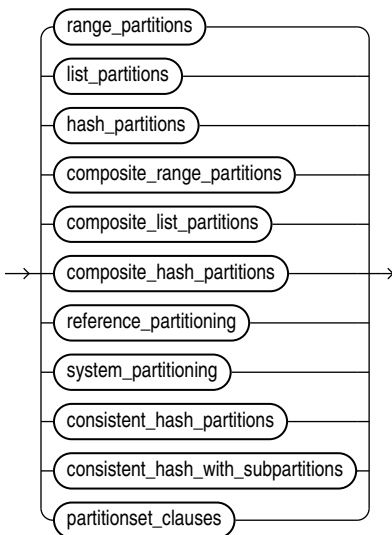 range_partitions
list_partitions
hash_partitions
composite_range_partitions
composite_list_partitions
composite_hash_partitions
reference_partitioning
system_partitioning
consistent_hash_partitions
consistent_hash_with_subpartitions
partitionset_clauses